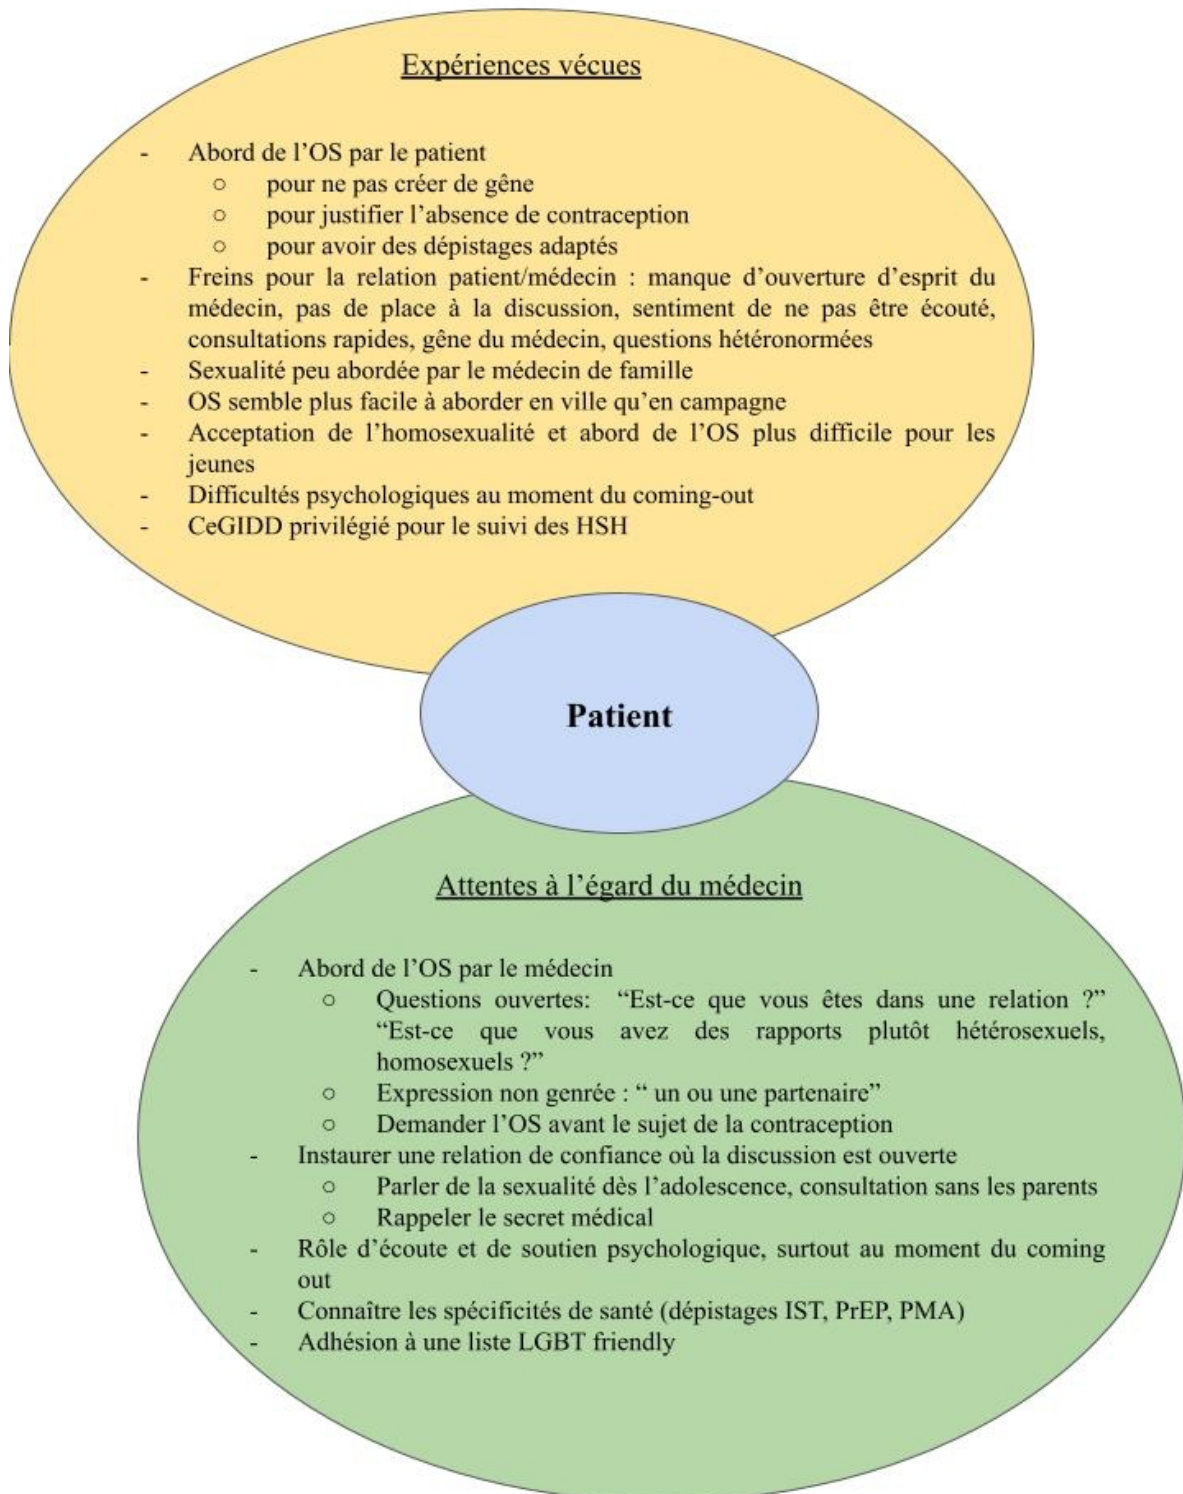 Expériences vécues
- Abord de l’OS par le patient
○ pour ne pas créer de gêne
○ pour justifier l’absence de contraception
○ pour avoir des dépistages adaptés
- Freins pour la relation patient/médecin : manque d’ouverture d’esprit du
médecin, pas de place à la discussion, sentiment de ne pas être écouté,
consultations rapides, gêne du médecin, questions hétéronormées
- Sexualité peu abordée par le médecin de famille
- OS semble plus facile à aborder en ville qu’en campagne
- Acceptation de l’homosexualité et abord de l’OS plus difficile pour les
jeunes
- Difficultés psychologiques au moment du coming-out
- CeGIDD privilégié pour le suivi des HSH
Patient
Attentes à l’égard du médecin
- Abord de l’OS par le médecin
○ Questions ouvertes: “Est-ce que vous êtes dans une relation ?”
“Est-ce que vous avez des rapports plutôt hétérosexuels,
homosexuels ?”
○ Expression non genrée : “ un ou une partenaire”
○ Demander l’OS avant le sujet de la contraception
- Instaurer une relation de confiance où la discussion est ouverte
○ Parler de la sexualité dès l’adolescence, consultation sans les parents
○ Rappeler le secret médical
- Rôle d’écoute et de soutien psychologique, surtout au moment du coming
out
- Connaître les spécificités de santé (dépistages IST, PrEP, PMA)
- Adhésion à une liste LGBT friendly